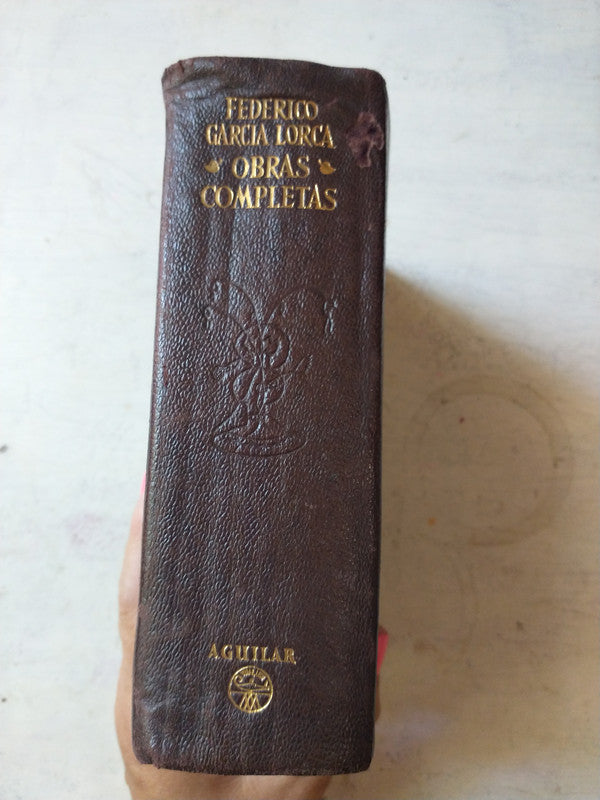 FEDERICO
GARCIA LORCA
OBRAS
COMPLETAS
AGUILAR